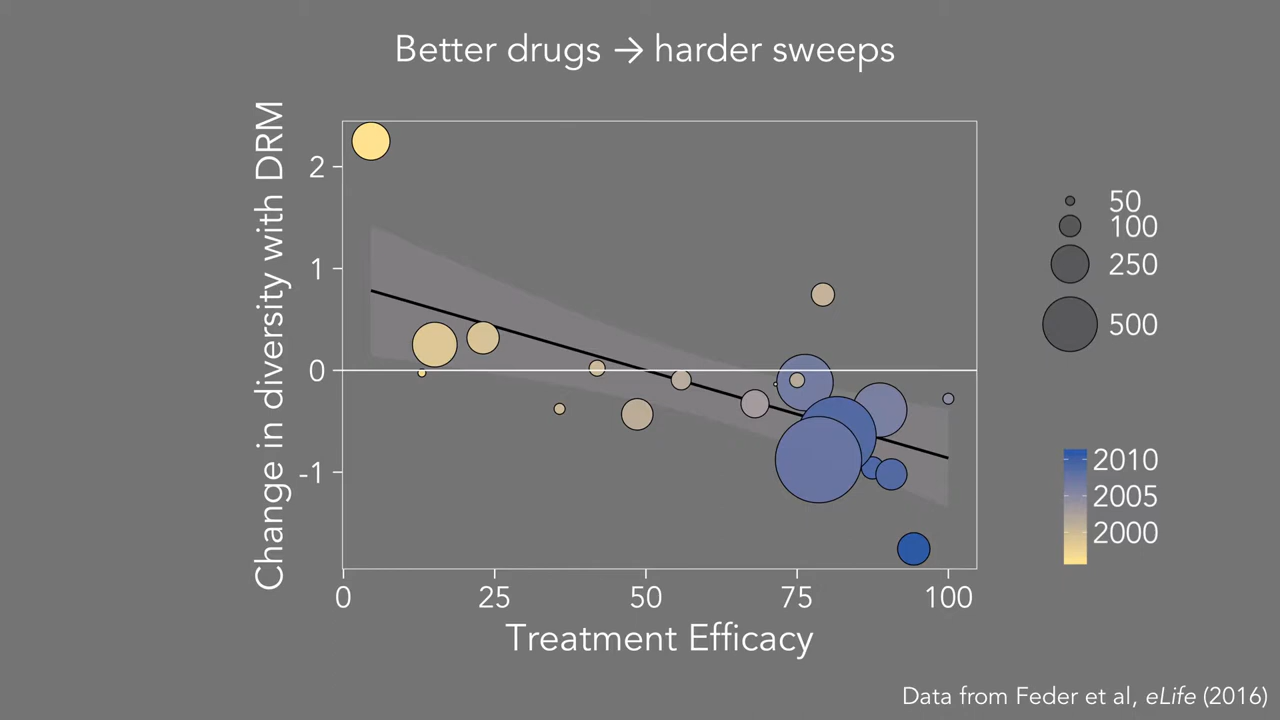 Better drugs → harder sweeps
Change in diversity with DRM
2
1
0
-1
0 25 50 75 100
Treatment Efficacy
50
100
250
500
2010
2005
2000
Data from Feder et al, eLife (2016)